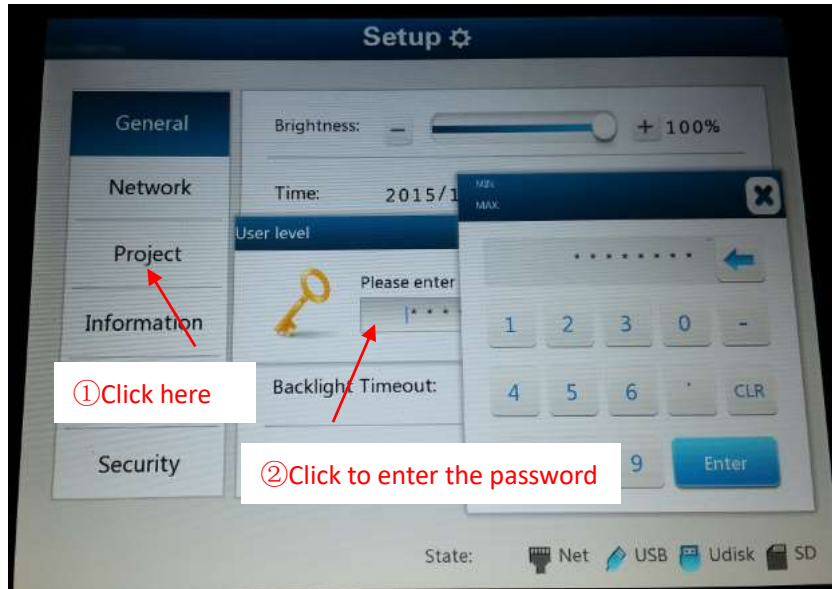 Setup
General
Brightness:
-
+
100%
Network
Time:
2015/1
MIN
MAX
User level
Project
Please enter
* * * * * * * *
* * *
Information
1 2 3 0 -
①Click here
Backlight Timeout:
4 5 6 . CLR
Security
②Click to enter the password
9 Enter
State:
Net
USB
Udisk
SD